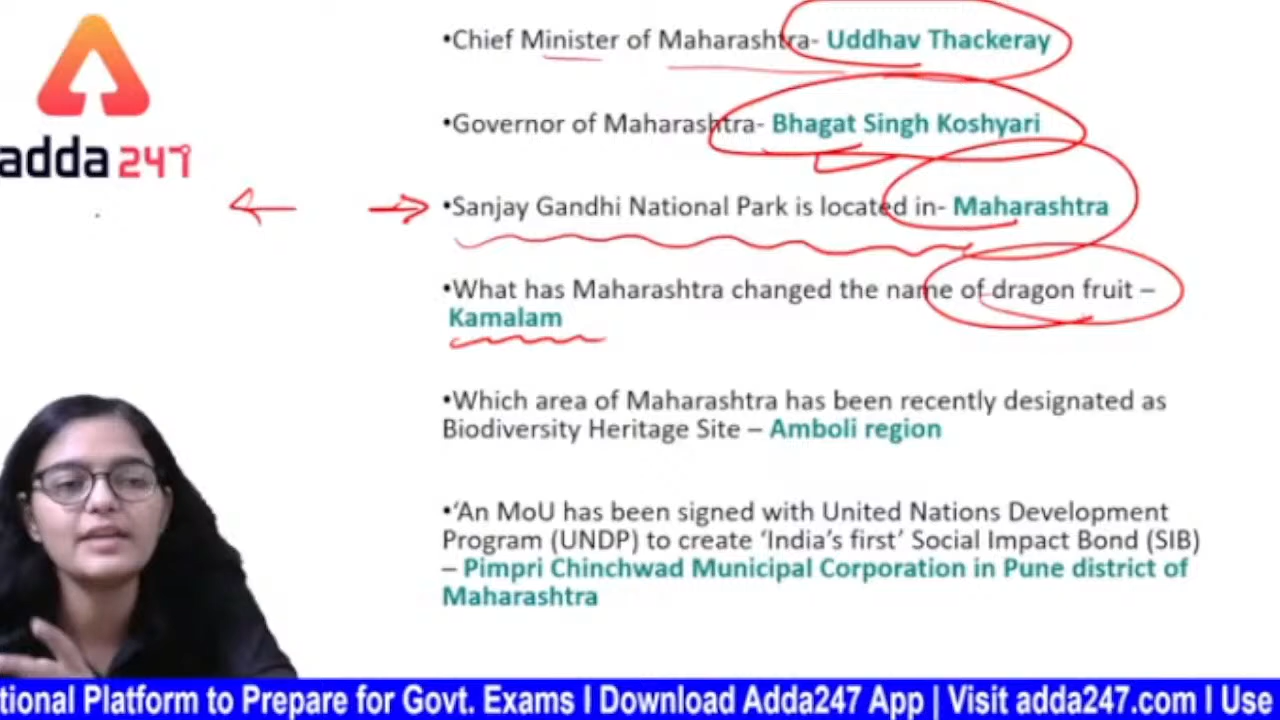 •Chief Minister of Maharashtra- Uddhav Thackeray
•Governor of Maharashtra- Bhagat Singh Koshyari
adda247
•Sanjay Gandhi National Park is located in- Maharashtra
•What has Maharashtra changed the name of dragon fruit –
Kamalam
•Which area of Maharashtra has been recently designated as
Biodiversity Heritage Site – Amboli region
•‘An MoU has been signed with United Nations Development
Program (UNDP) to create ‘India’s first’ Social Impact Bond (SIB)
– Pimpri Chinchwad Municipal Corporation in Pune district of
Maharashtra
tional Platform to Prepare for Govt. Exams I Download Adda247 App | Visit adda247.com I Use